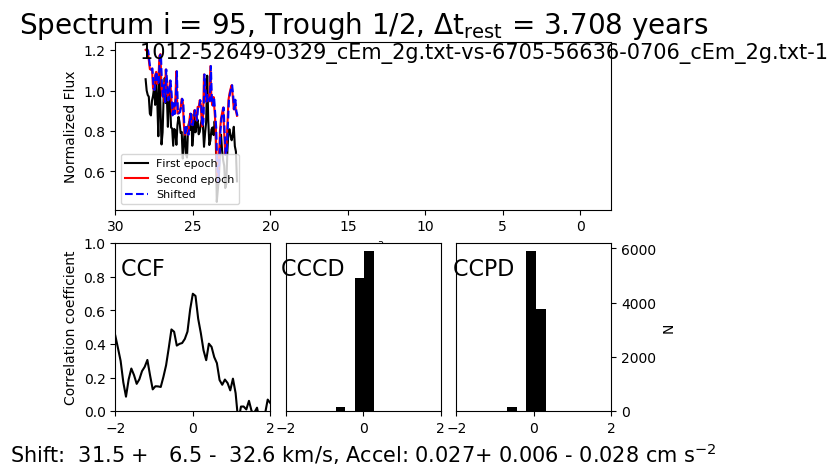 Spectrum i = 95, Trough 1/2, Δt_rest = 3.708 years
1012-52649-0329_cEm_2g.txt-vs-6705-56636-0706_cEm_2g.txt-1
Normalized Flux
1.2
1.0
0.8
0.6
First epoch
Second epoch
Shifted
30 25 20 15 10 5 0
Correlation coefficient
1.0
0.8
0.6
0.4
0.2
0.0
CCF
CCCD
CCPD
6000
4000
2000
0
N
−2 0 2
−2 0 2
−2 0 2
Shift: 31.5 + 6.5 - 32.6 km/s, Accel: 0.027+ 0.006 - 0.028 cm s⁻²